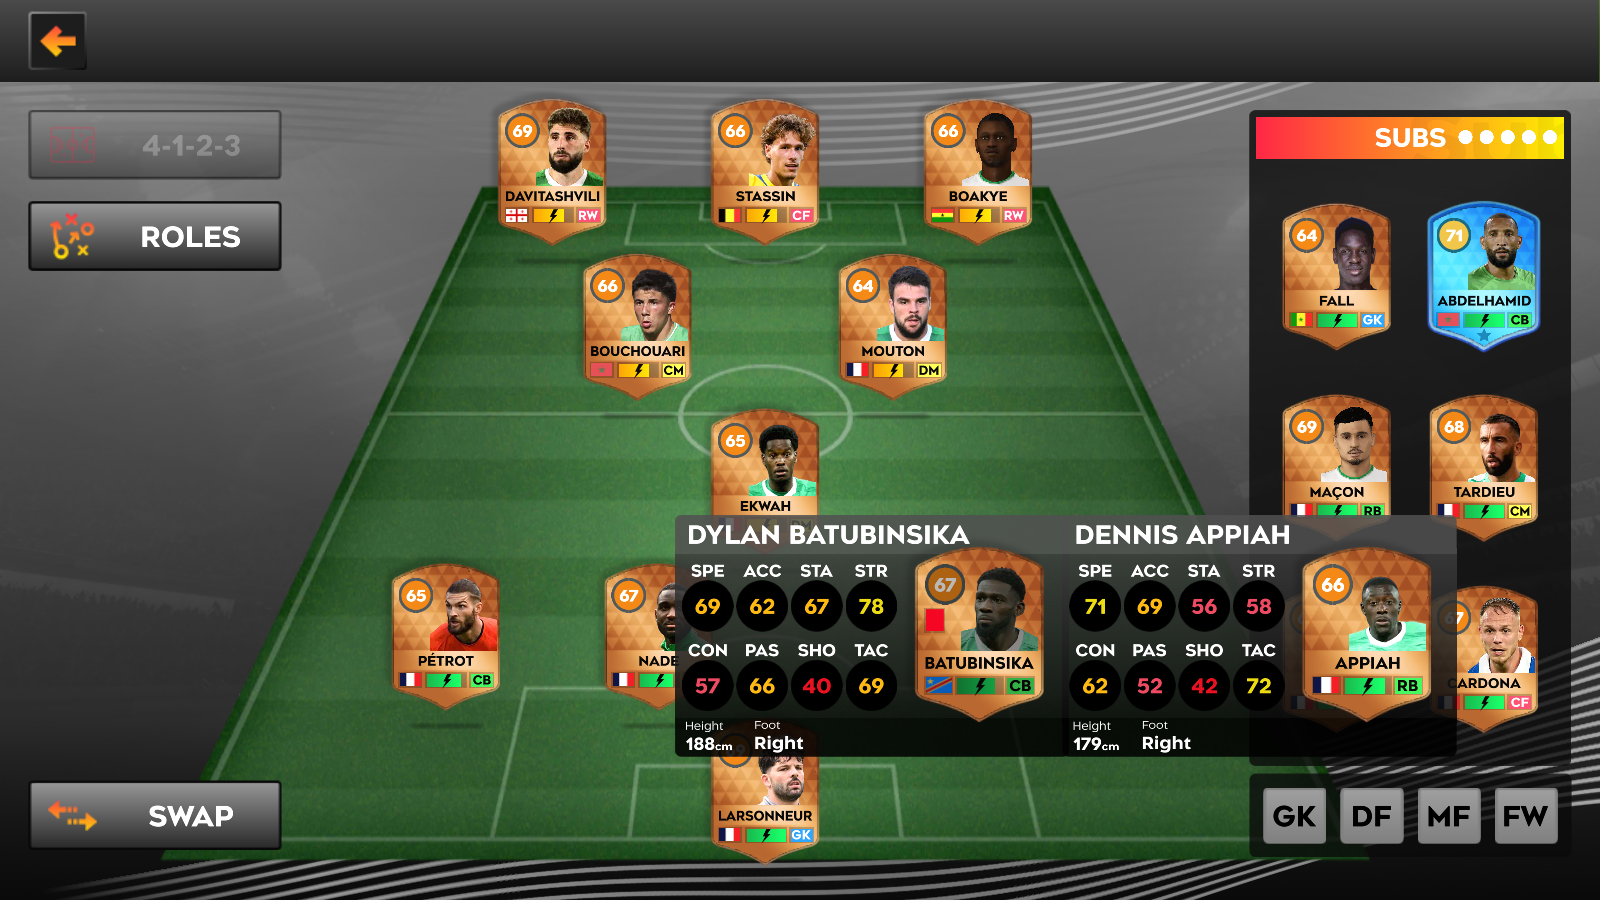 4-1-2-3
ROLES
SWAP
69
DAVITASHVILI
RW
66
STASSIN
CF
66
BOAKYE
RW
66
BOUCHOUARI
CM
64
MOUTON
DM
65
EKWAH
65
PÉTROT
CB
67
NADE
LARSONNEUR
GK
SUBS
64
FALL
GK
71
ABDELHAMID
CB
69
MAÇON
RB
68
TARDIEU
CM
CARDONA
CF
DYLAN BATUBINSIKA
SPE ACC STA STR
69 62 67 78
CON PAS SHO TAC
57 66 40 69
Height Foot
188cm Right
67
BATUBINSIKA
CB
DENNIS APPIAH
SPE ACC STA STR
71 69 56 58
CON PAS SHO TAC
62 52 42 72
Height Foot
179cm Right
66
APPIAH
RB
GK DF MF FW